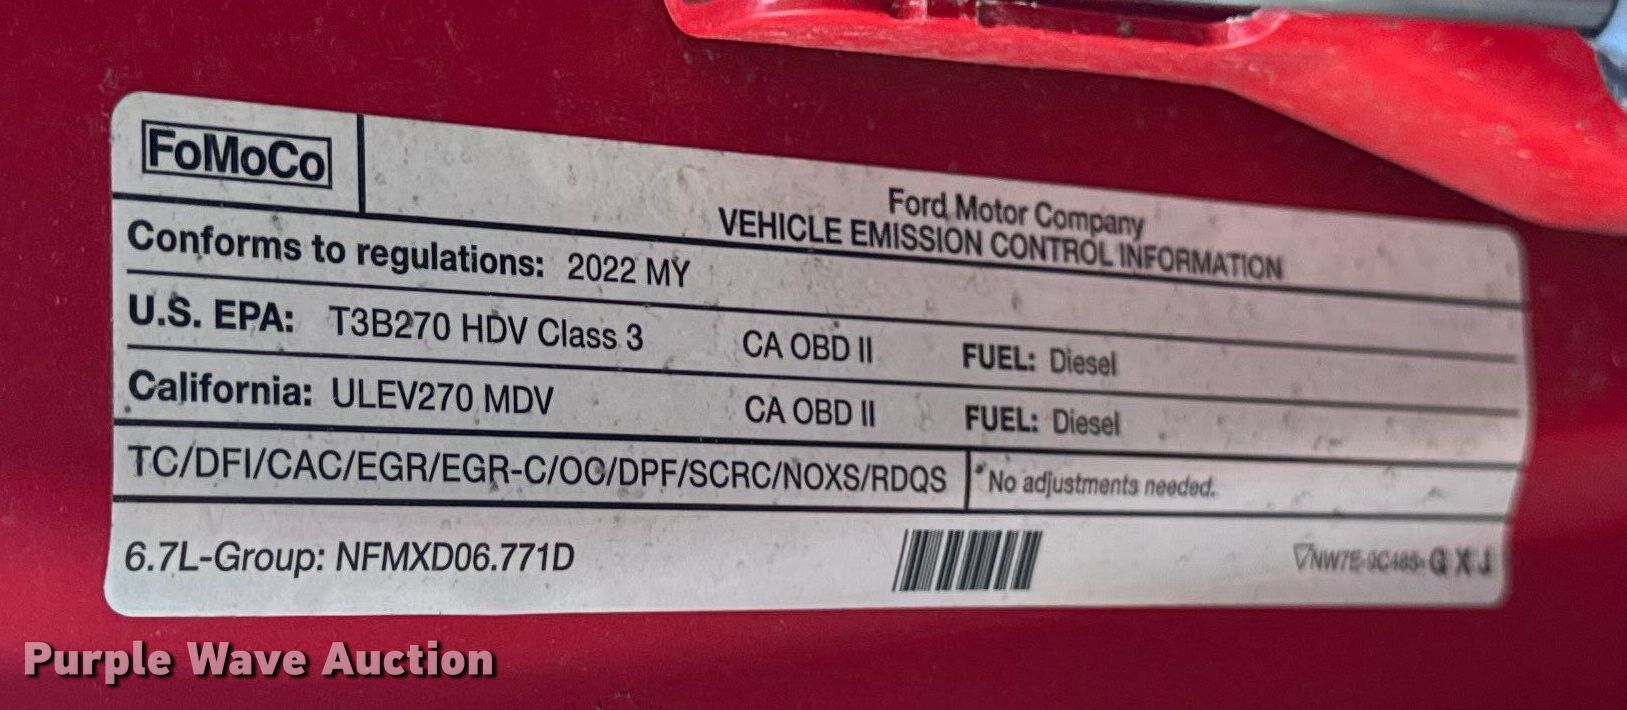 FoMoCo
Ford Motor Company
VEHICLE EMISSION CONTROL INFORMATION
Conforms to regulations: 2022 MY
U.S. EPA: T3B270 HDV Class 3 CA OBD II FUEL: Diesel
California: ULEV270 MDV CA OBD II FUEL: Diesel
TC/DFI/CAC/EGR/EGR-C/OC/DPF/SCRC/NOXS/RDQS *No adjustments needed.
6.7L-Group: NFMXD06.771D
Purple Wave Auction